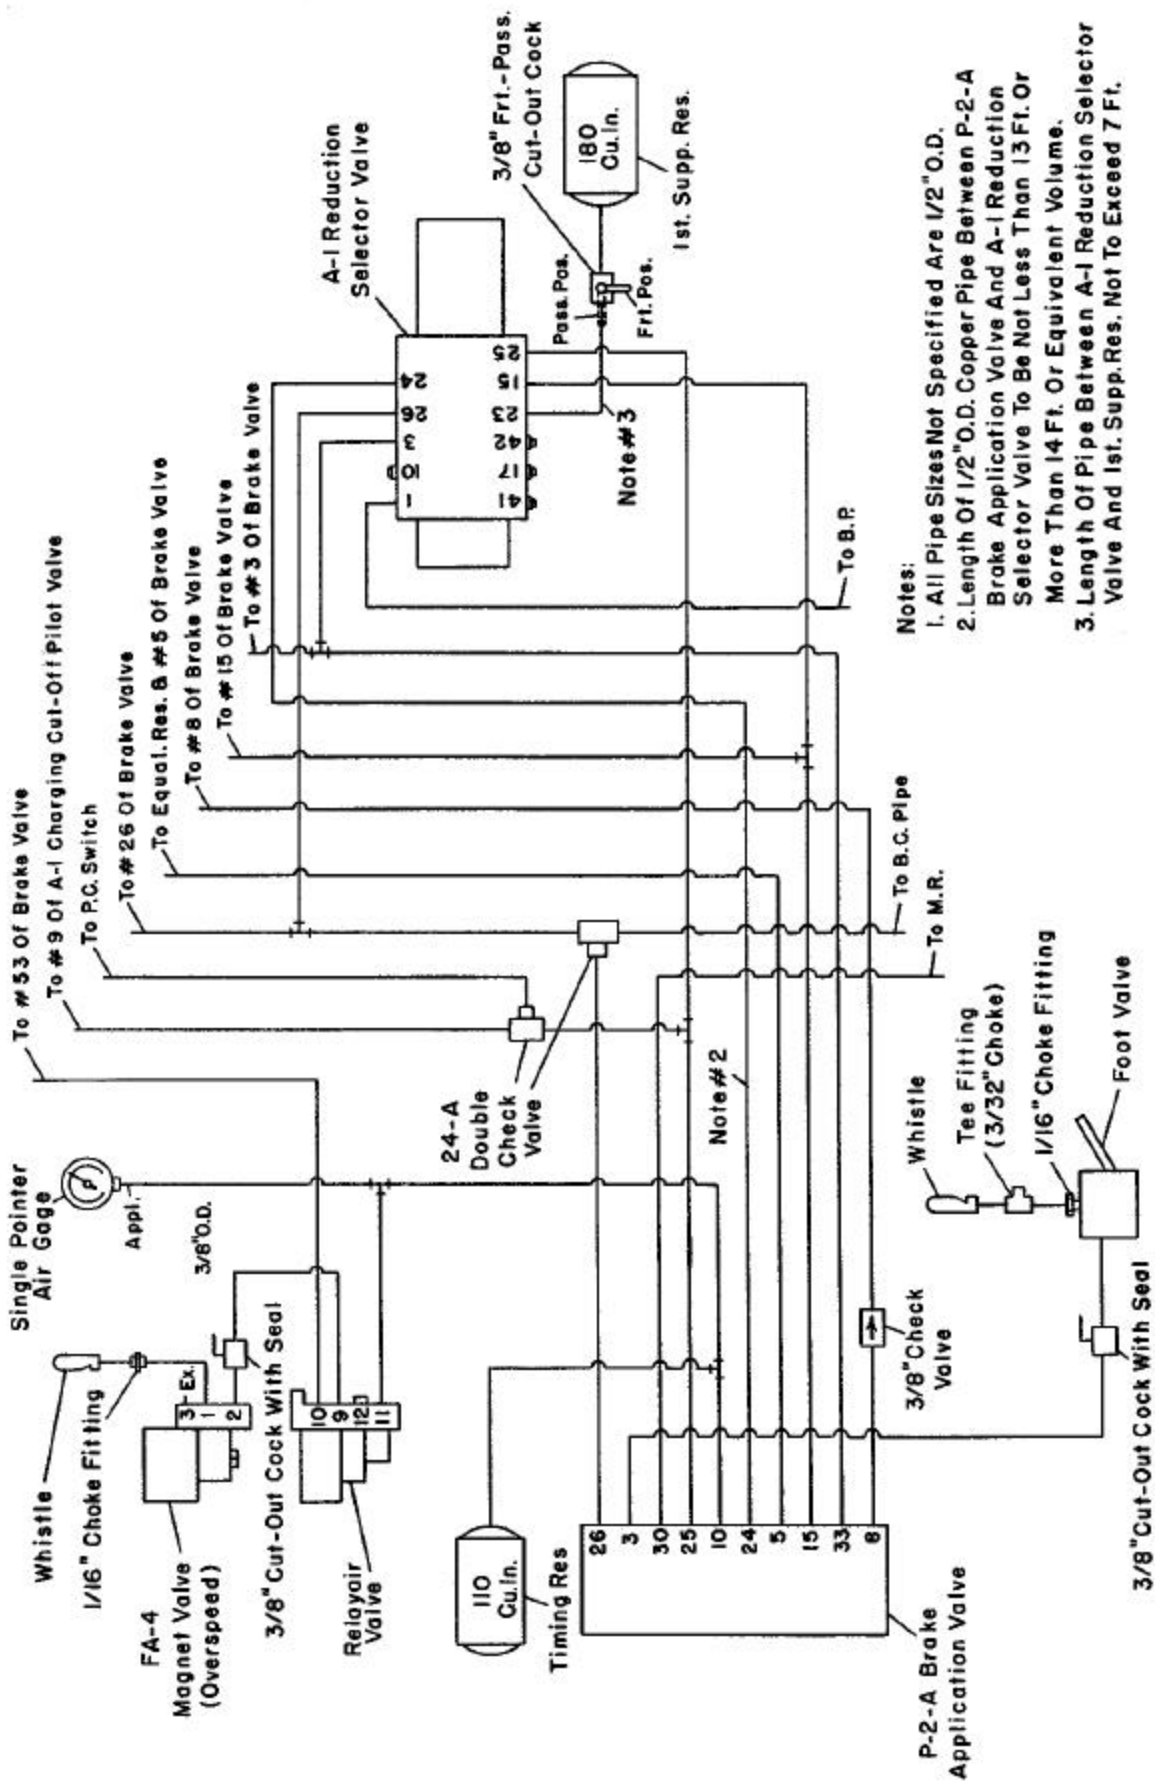 Whistle
1/16" Choke Fitting
FA-4
Magnet Valve
(Overspeed)
3 Ex.
1
2
3/8" Cut-Out Cock With Seal
3/8" O.D.
Single Pointer
Air Gage
Appl.
Relayair
Valve
10
9
12
11
To #53 Of Brake Valve
To #9 Of A-1 Charging Cut-Off Pilot Valve
To P.C. Switch
To #26 Of Brake Valve
To Equal. Res. & #5 Of Brake Valve
To #8 Of Brake Valve
To #15 Of Brake Valve
To #3 Of Brake Valve
A-1 Reduction
Selector Valve
1
10
3
26
24
41
17
42
23
15
25
3/8" Frt.-Pass.
Cut-Out Cock
180
Cu. In.
1st. Supp. Res.
Pass. Pos.
Frt. Pos.
Note #3
24-A
Double
Check
Valve
110
Cu. In.
Timing Res
Note #2
26
3
30
25
10
24
5
15
33
8
P-2-A Brake
Application Valve
3/8" Check
Valve
To B.P.
To B.C. Pipe
To M.R.
Whistle
Tee Fitting
(3/32" Choke)
1/16" Choke Fitting
Foot Valve
3/8" Cut-Out Cock With Seal
Notes:
1. All Pipe Sizes Not Specified Are 1/2" O.D.
2. Length Of 1/2" O.D. Copper Pipe Between P-2-A
Brake Application Valve And A-1 Reduction
Selector Valve To Be Not Less Than 13 Ft. Or
More Than 14 Ft. Or Equivalent Volume.
3. Length Of Pipe Between A-1 Reduction Selector
Valve And 1st. Supp. Res. Not To Exceed 7 Ft.